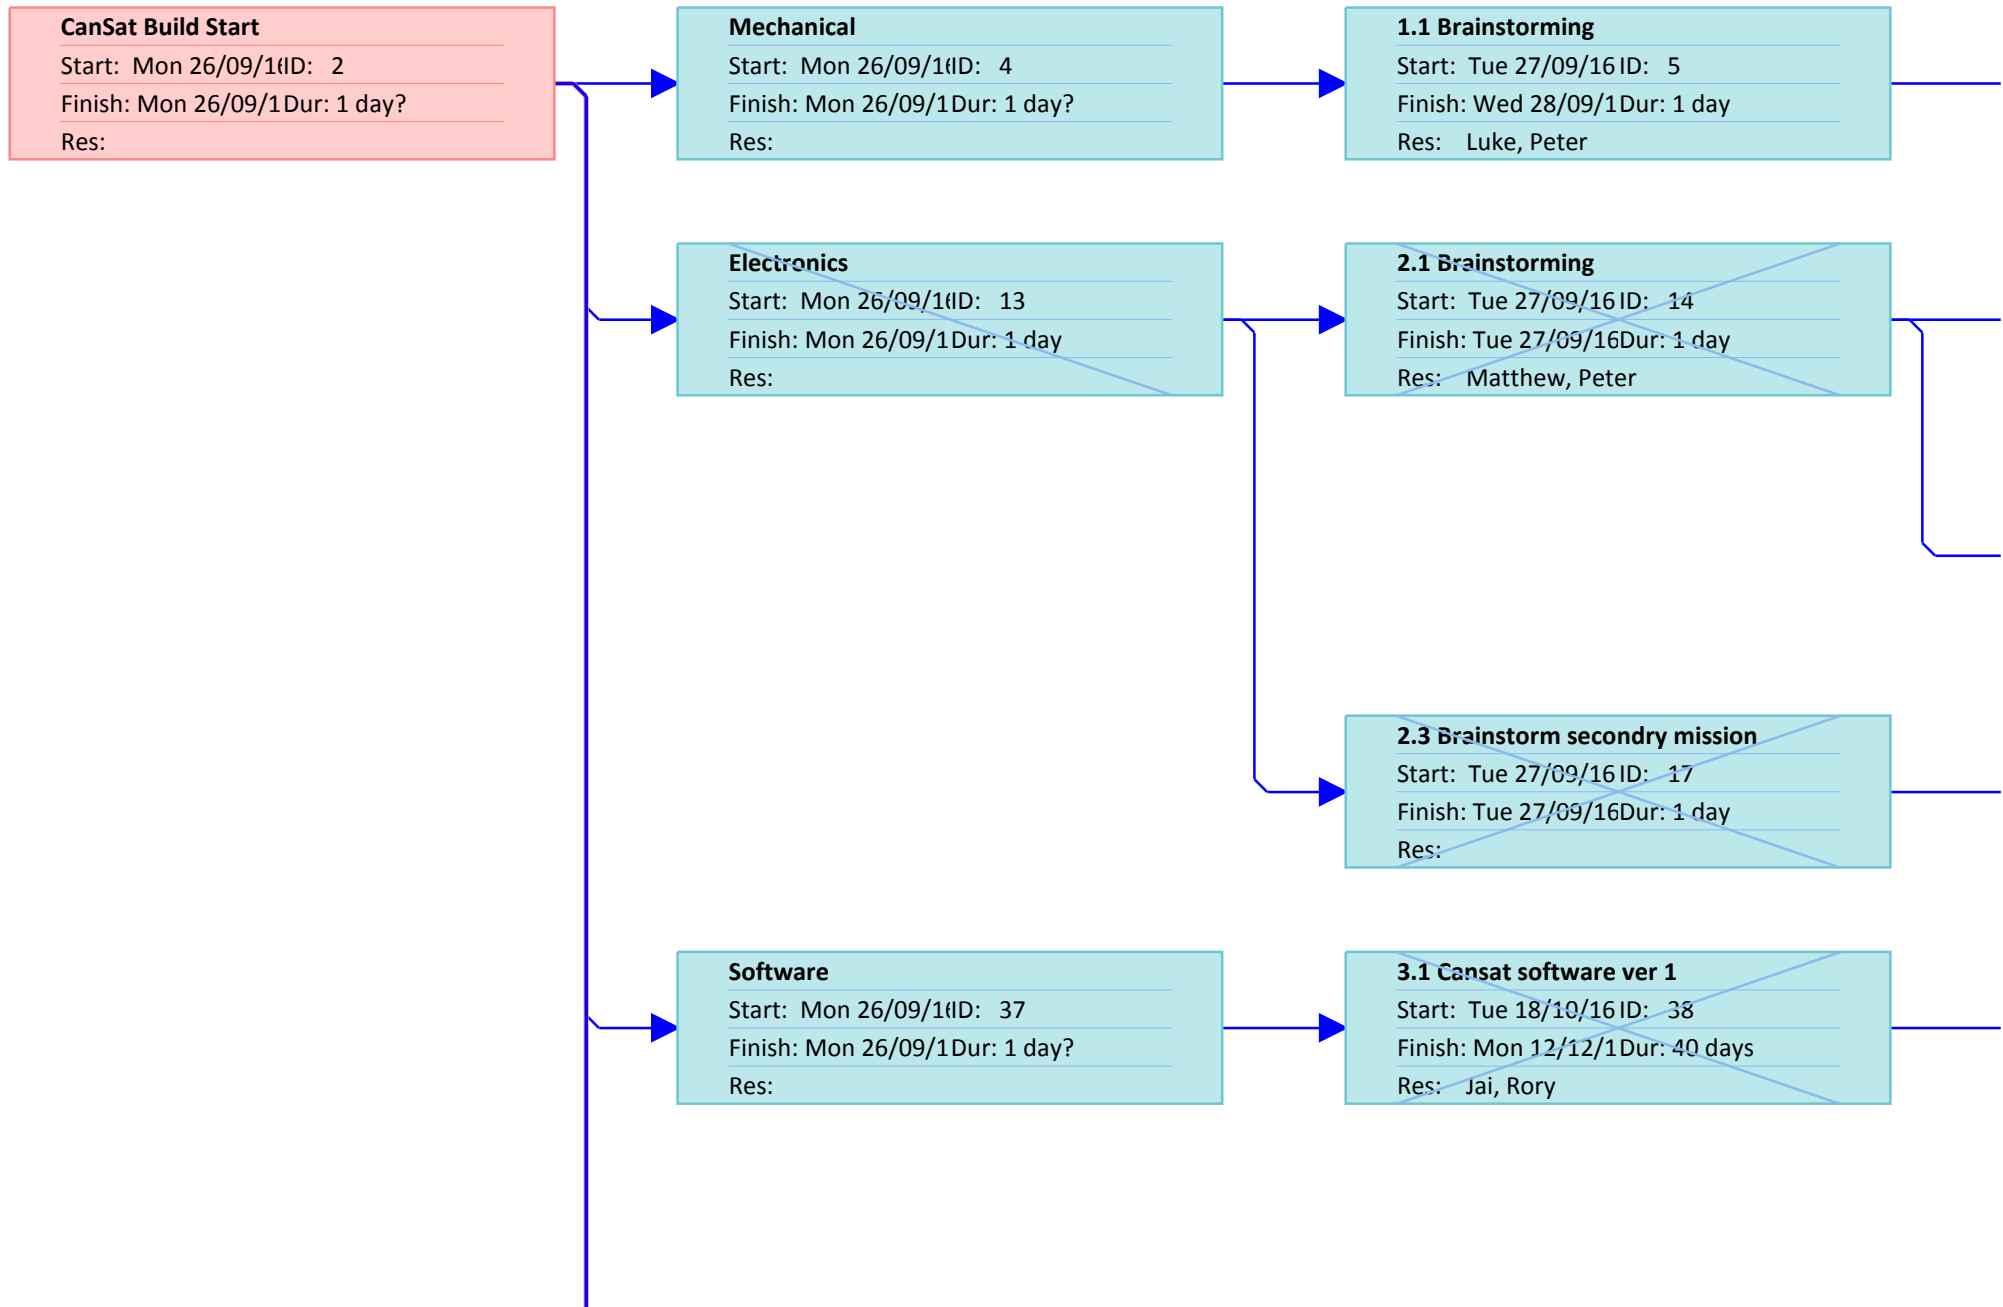 CanSat Build Start
Start: Mon 26/09/16 ID: 2
Finish: Mon 26/09/1 Dur: 1 day?
Res:
Mechanical
Start: Mon 26/09/16 ID: 4
Finish: Mon 26/09/1 Dur: 1 day?
Res:
1.1 Brainstorming
Start: Tue 27/09/16 ID: 5
Finish: Wed 28/09/1 Dur: 1 day
Res: Luke, Peter
Electronics
Start: Mon 26/09/16 ID: 13
Finish: Mon 26/09/1 Dur: 1 day
Res:
2.1 Brainstorming
Start: Tue 27/09/16 ID: 14
Finish: Tue 27/09/16 Dur: 1 day
Res: Matthew, Peter
2.3 Brainstorm secondry mission
Start: Tue 27/09/16 ID: 17
Finish: Tue 27/09/16 Dur: 1 day
Res:
Software
Start: Mon 26/09/16 ID: 37
Finish: Mon 26/09/1 Dur: 1 day?
Res:
3.1 Cansat software ver 1
Start: Tue 18/10/16 ID: 38
Finish: Mon 12/12/1 Dur: 40 days
Res: Jai, Rory